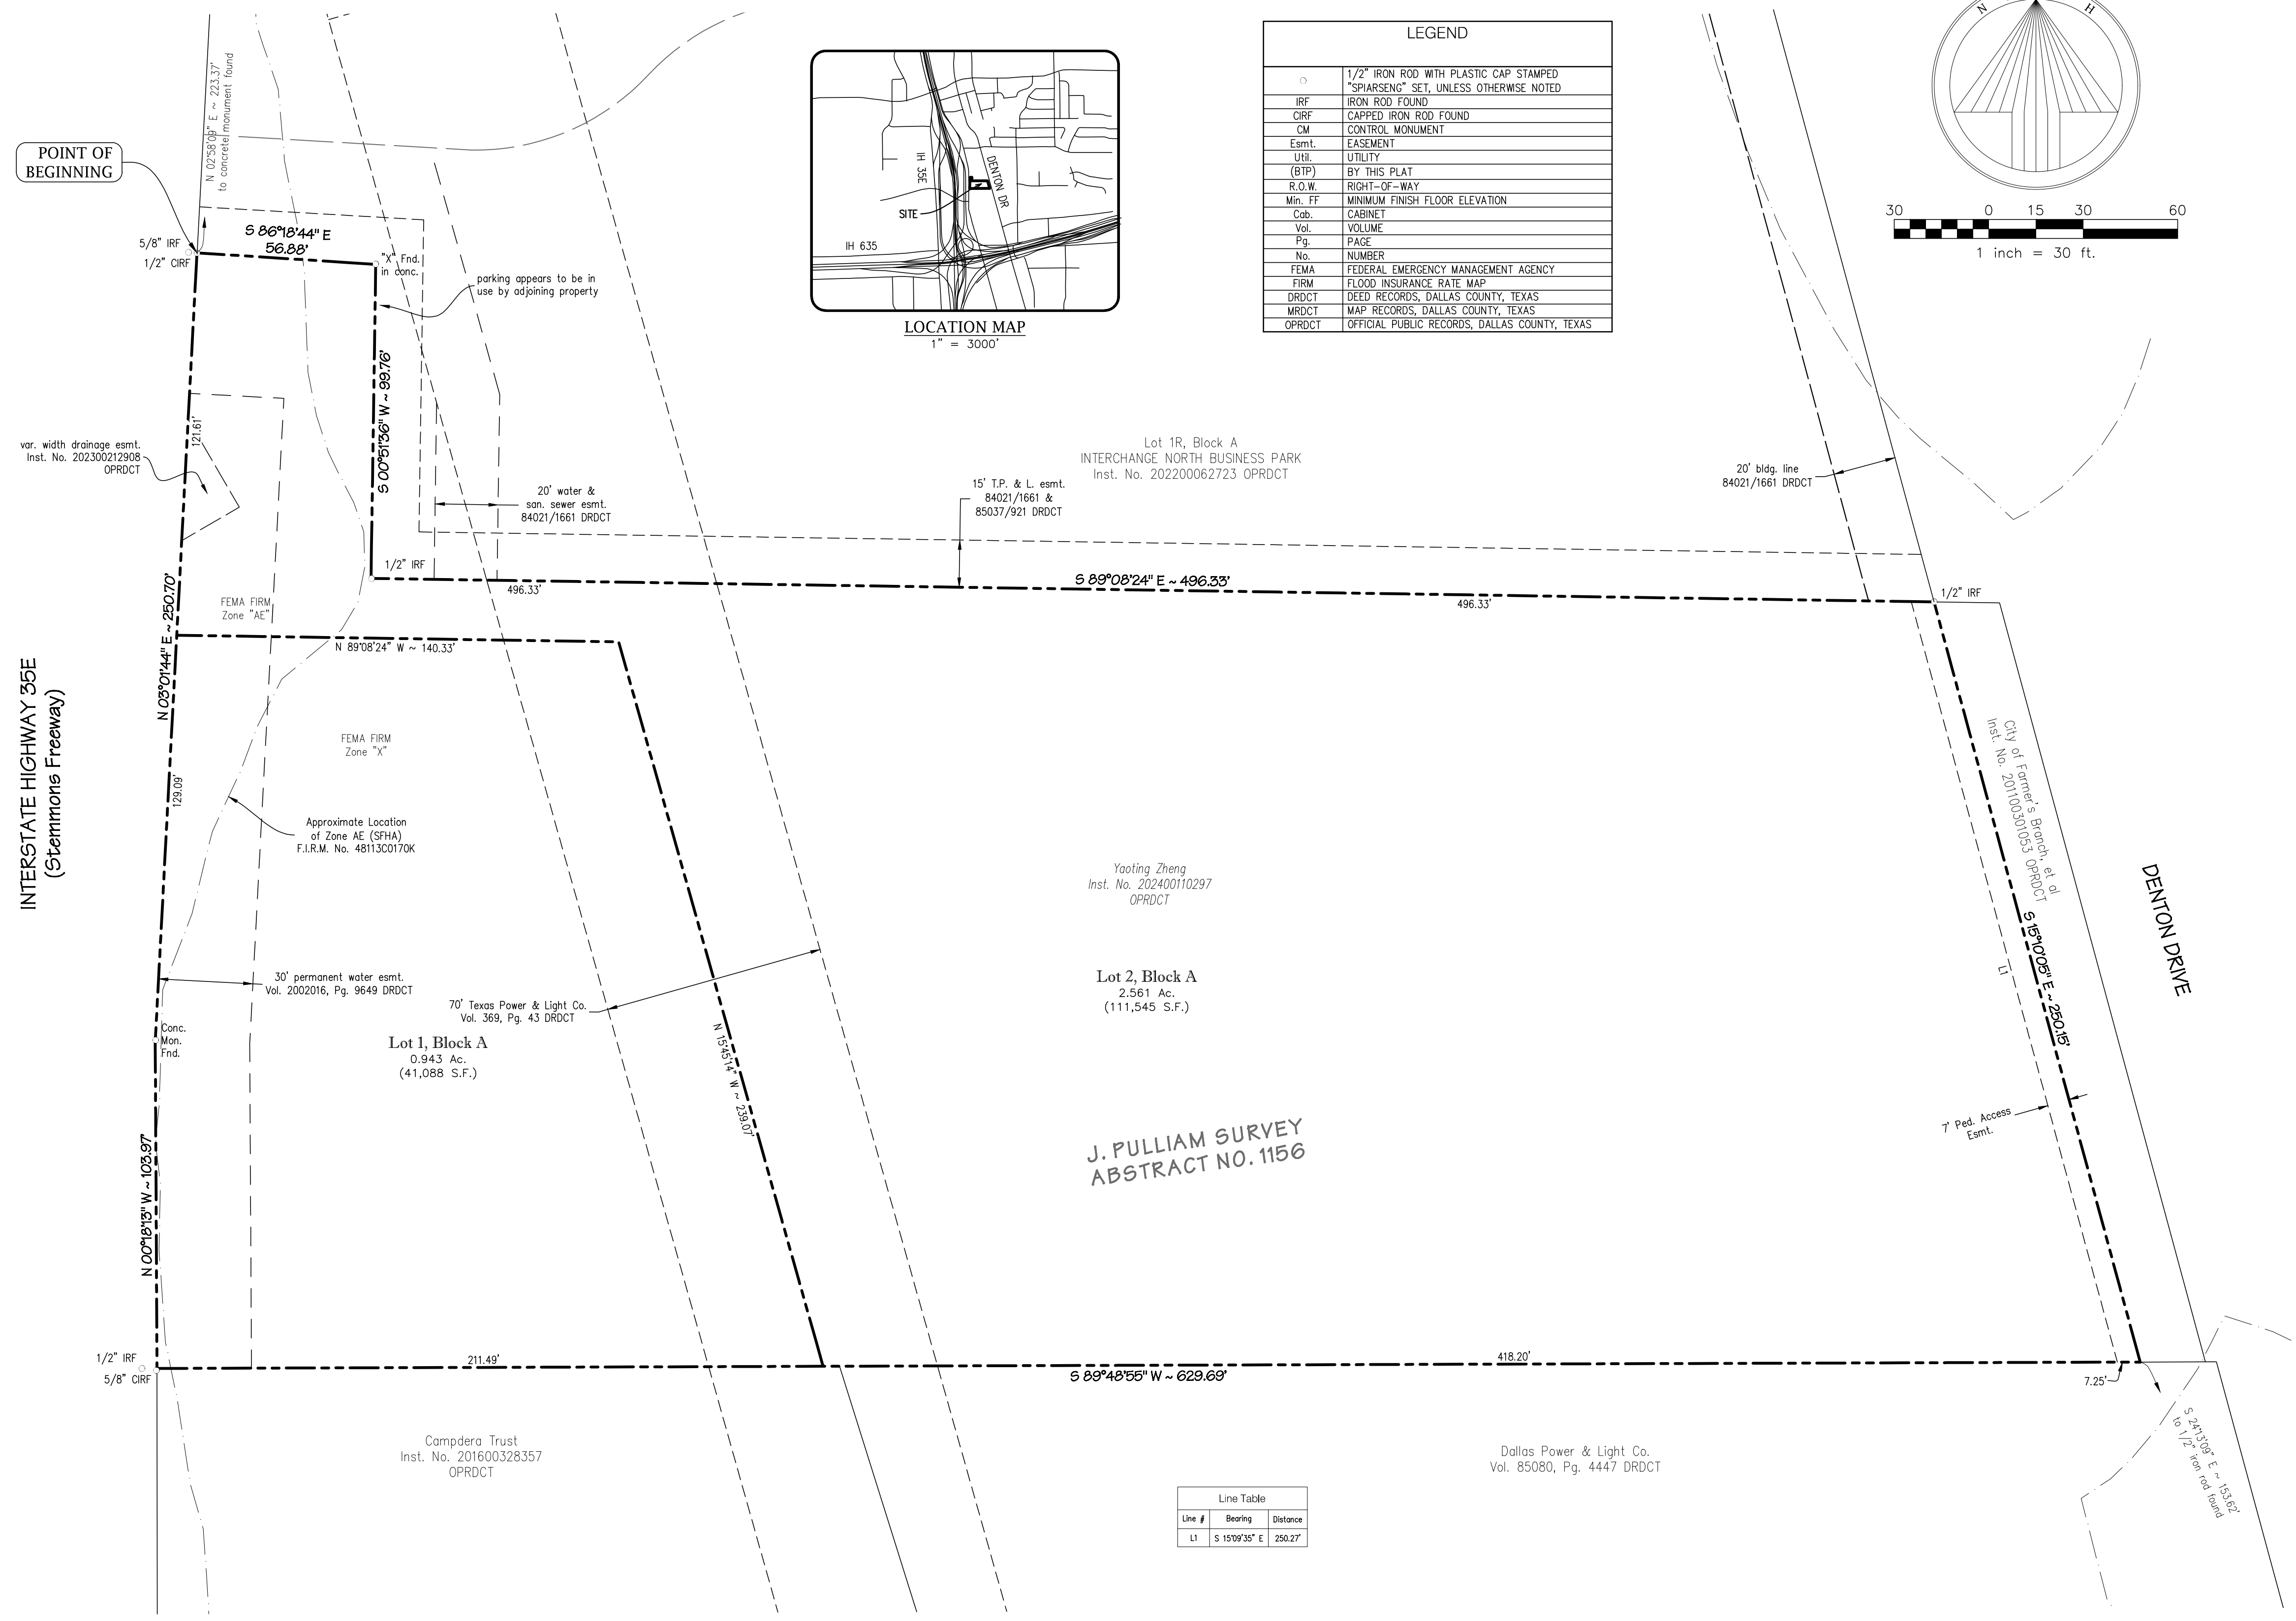 N 02°58'09" E ~ 223.37'
to concrete monument found
POINT OF
BEGINNING
5/8" IRF
1/2" CIRF
S 86°18'44" E
56.88'
"X" Fnd.
in conc.
parking appears to be in
use by adjoining property
S 00°51'36" W ~ 99.76'
121.61'
var. width drainage esmt.
Inst. No. 202300212908
OPRDCT
20' water &
san. sewer esmt.
84021/1661 DRDCT
IH 35E
DENTON DR
SITE
IH 635
LOCATION MAP
1" = 3000'
LEGEND
1/2" IRON ROD WITH PLASTIC CAP STAMPED
"SPIARSENG" SET, UNLESS OTHERWISE NOTED
IRF IRON ROD FOUND
CIRF CAPPED IRON ROD FOUND
CM CONTROL MONUMENT
Esmt. EASEMENT
Util. UTILITY
(BTP) BY THIS PLAT
R.O.W. RIGHT-OF-WAY
Min. FF MINIMUM FINISH FLOOR ELEVATION
Cab. CABINET
Vol. VOLUME
Pg. PAGE
No. NUMBER
FEMA FEDERAL EMERGENCY MANAGEMENT AGENCY
FIRM FLOOD INSURANCE RATE MAP
DRDCT DEED RECORDS, DALLAS COUNTY, TEXAS
MRDCT MAP RECORDS, DALLAS COUNTY, TEXAS
OPRDCT OFFICIAL PUBLIC RECORDS, DALLAS COUNTY, TEXAS
N H
30 0 15 30 60
1 inch = 30 ft.
Lot 1R, Block A
INTERCHANGE NORTH BUSINESS PARK
Inst. No. 202200062723 OPRDCT
15' T.P. & L. esmt.
84021/1661 &
85037/921 DRDCT
20' bldg. line
84021/1661 DRDCT
1/2" IRF
496.33'
S 89°08'24" E ~ 496.33'
496.33'
1/2" IRF
FEMA FIRM
Zone "AE"
N 03°01'44" E ~ 250.70'
N 89°08'24" W ~ 140.33'
INTERSTATE HIGHWAY 35E
(Stemmons Freeway)
FEMA FIRM
Zone "X"
129.09'
Approximate Location
of Zone AE (SFHA)
F.I.R.M. No. 48113C0170K
30' permanent water esmt.
Vol. 2002016, Pg. 9649 DRDCT
70' Texas Power & Light Co.
Vol. 369, Pg. 43 DRDCT
Conc.
Mon.
Fnd.
Lot 1, Block A
0.943 Ac.
(41,088 S.F.)
N 15°45'14" W ~ 239.07'
Yaoting Zheng
Inst. No. 202400110297
OPRDCT
Lot 2, Block A
2.561 Ac.
(111,545 S.F.)
J. PULLIAM SURVEY
ABSTRACT NO. 1156
City of Farmer's Branch, et al
Inst. No. 201100301053 OPRDCT
L1
S 15°10'05" E ~ 250.15'
DENTON DRIVE
7' Ped. Access
Esmt.
N 00°18'13" W ~ 103.97'
1/2" IRF
5/8" CIRF
211.49'
S 89°48'55" W ~ 629.69'
418.20'
7.25'
S 24°13'09" E ~ 153.62'
to 1/2" iron rod found
Campdera Trust
Inst. No. 201600328357
OPRDCT
Dallas Power & Light Co.
Vol. 85080, Pg. 4447 DRDCT
Line Table
Line # Bearing Distance
L1 S 15°09'35" E 250.27'